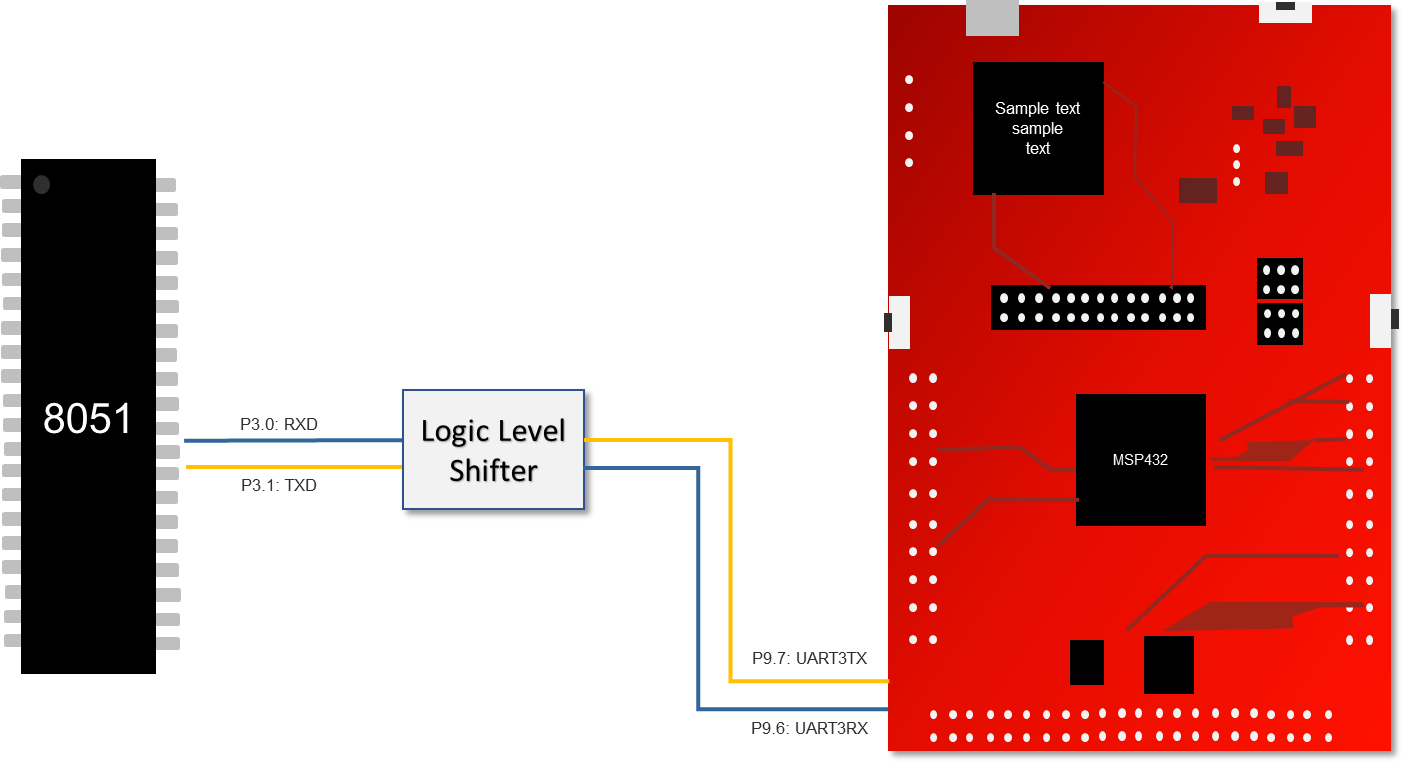 Sample text
sample
text
8051
P3.0: RXD
P3.1: TXD
Logic Level
Shifter
MSP432
P9.7: UART3TX
P9.6: UART3RX